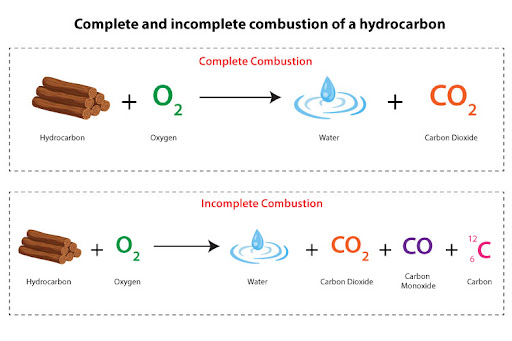 Complete and incomplete combustion of a hydrocarbon
Complete Combustion
+ O2 + CO2
Hydrocarbon Oxygen Water Carbon Dioxide
Incomplete Combustion
+ O2 + CO2 + CO + 12 6 C
Hydrocarbon Oxygen Water Carbon Dioxide Carbon Monoxide Carbon